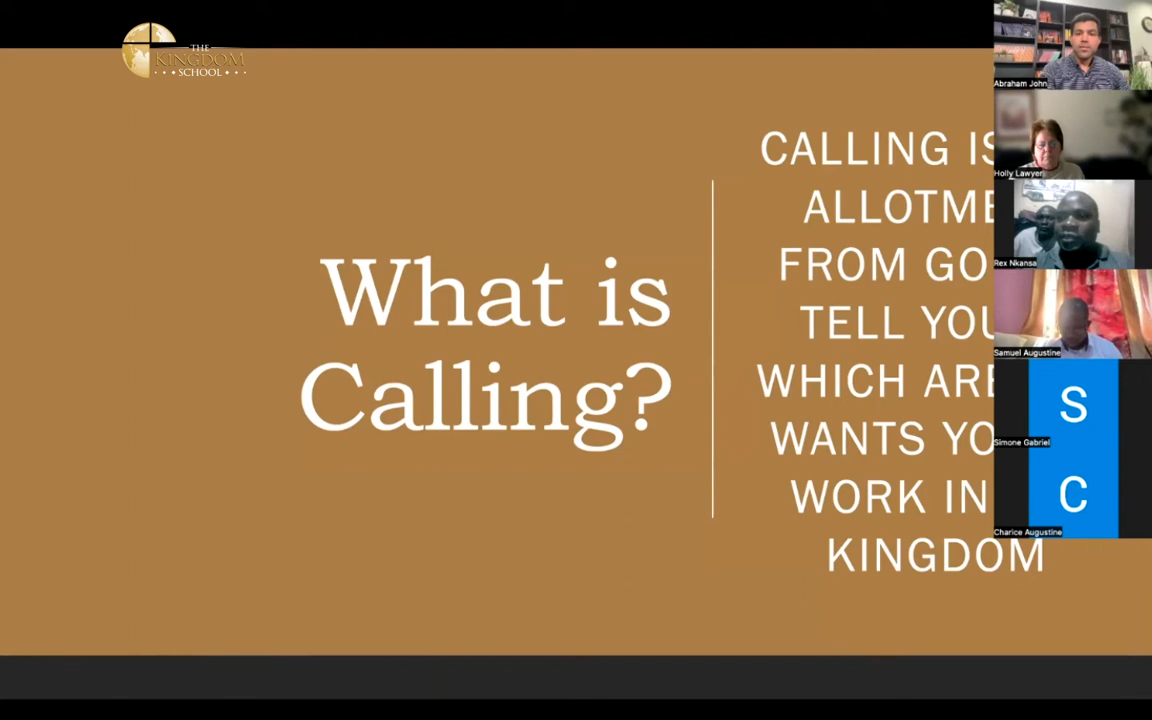 THE
KINGDOM
SCHOOL
What is
Calling?
CALLING IS
ALLOTME
FROM GO
TELL YOU
WHICH ARE
WANTS YO
WORK IN
KINGDOM
Abraham John
Holly Lawyer
Rex Nkansa
Samuel Augustine
S
Simone Gabriel
C
Charice Augustine